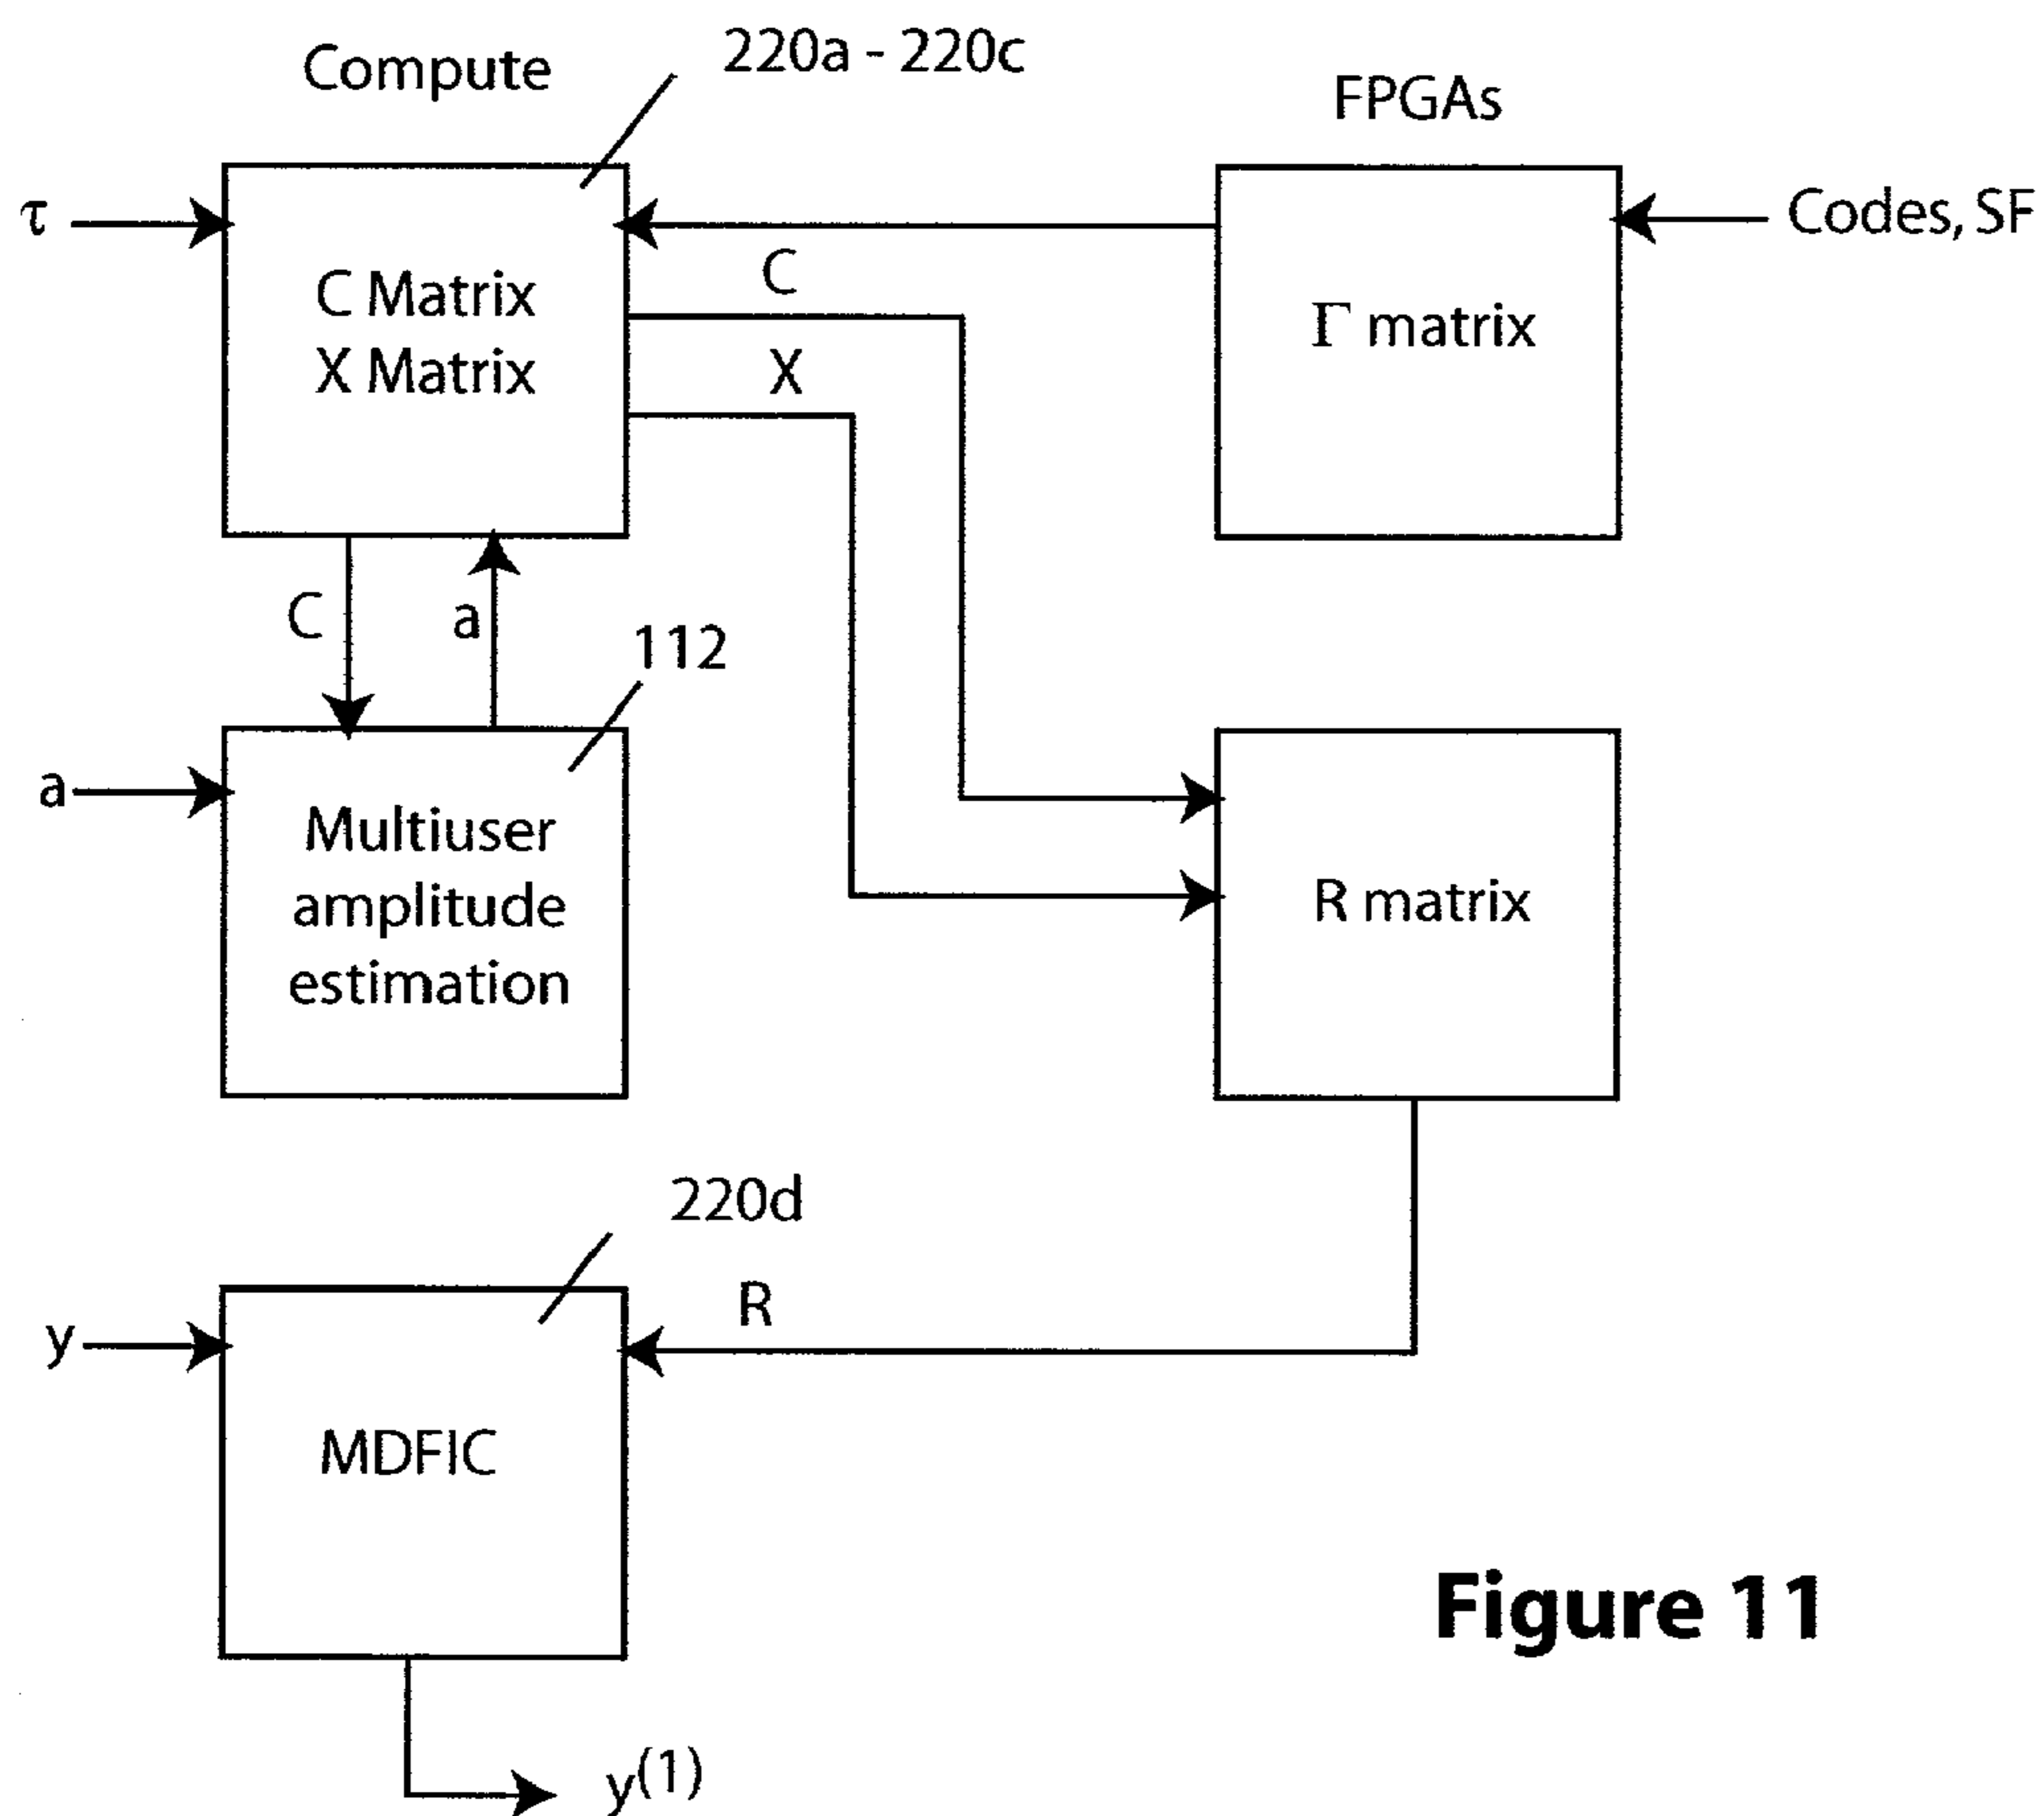 Compute
220a - 220c
FPGAs
τ
Codes, SF
C Matrix
X Matrix
Γ matrix
C
X
C
a
112
a
Multiuser
amplitude
estimation
R matrix
220d
R
y
MDFIC
y(1)
Figure 11